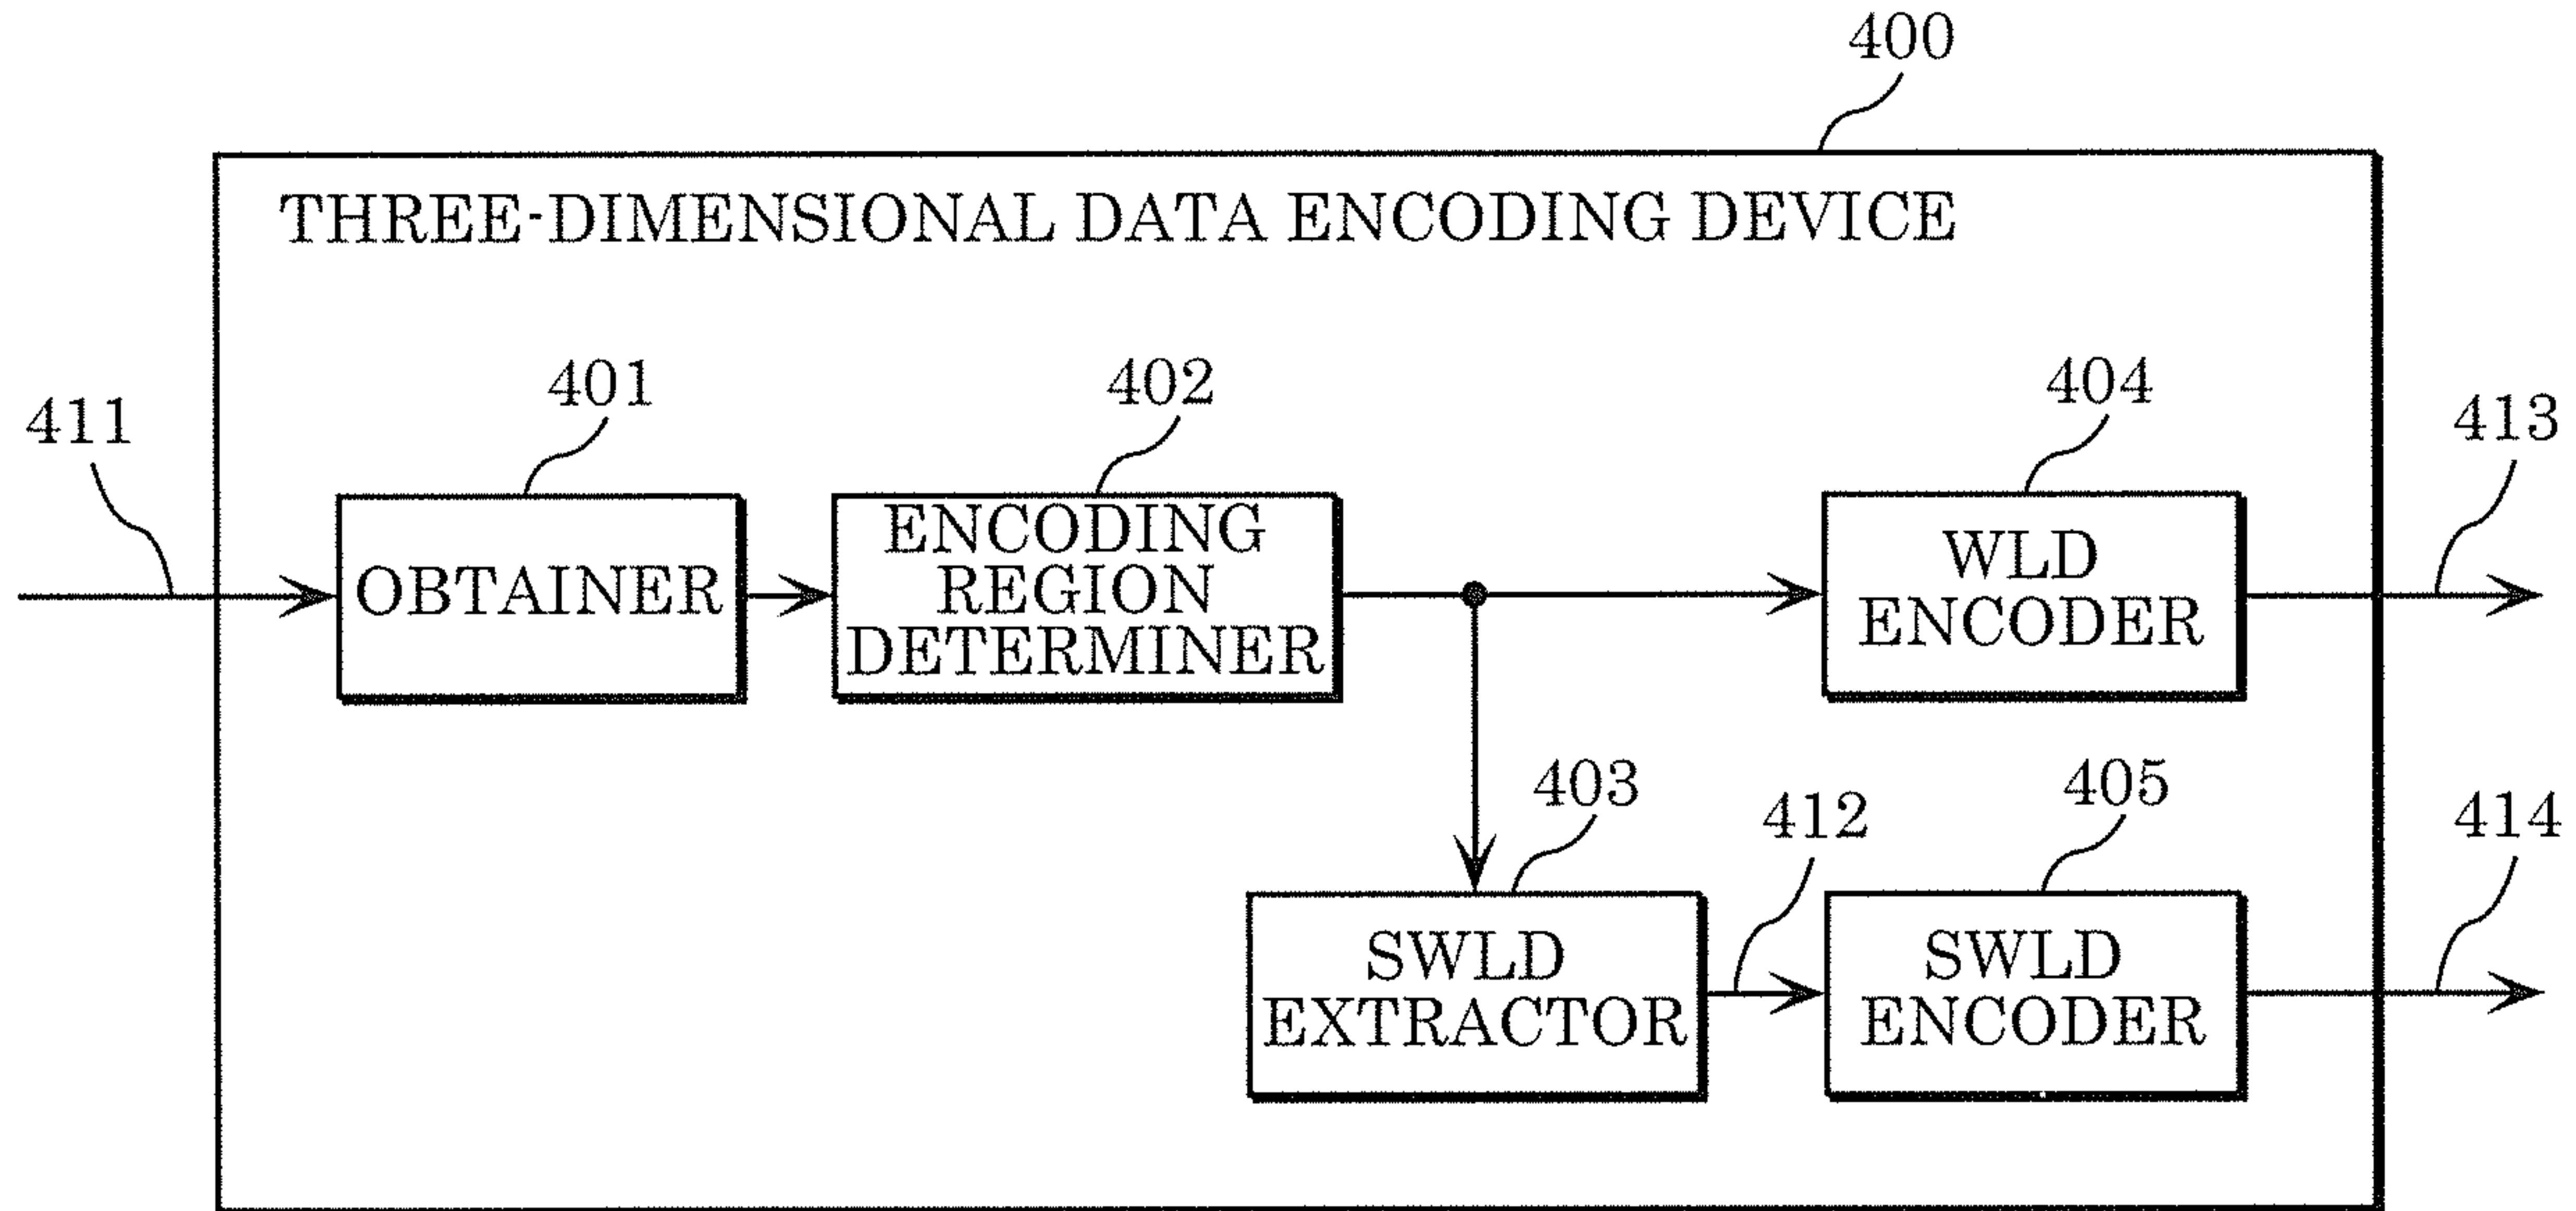 400
THREE-DIMENSIONAL DATA ENCODING DEVICE
411
401
402
404
413
OBTAINER
ENCODING
REGION
DETERMINER
WLD
ENCODER
403
412
405
414
SWLD
EXTRACTOR
SWLD
ENCODER